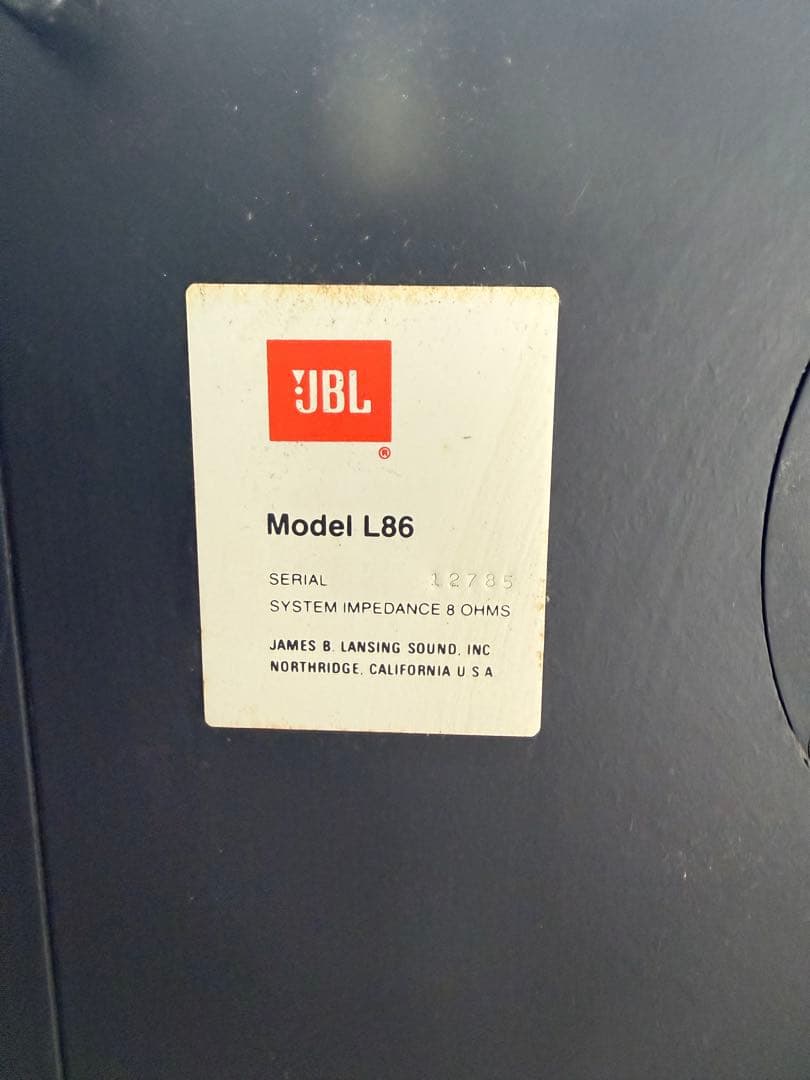 JBL
®
Model L86
SERIAL 12785
SYSTEM IMPEDANCE 8 OHMS
JAMES B. LANSING SOUND, INC
NORTHRIDGE, CALIFORNIA U S A